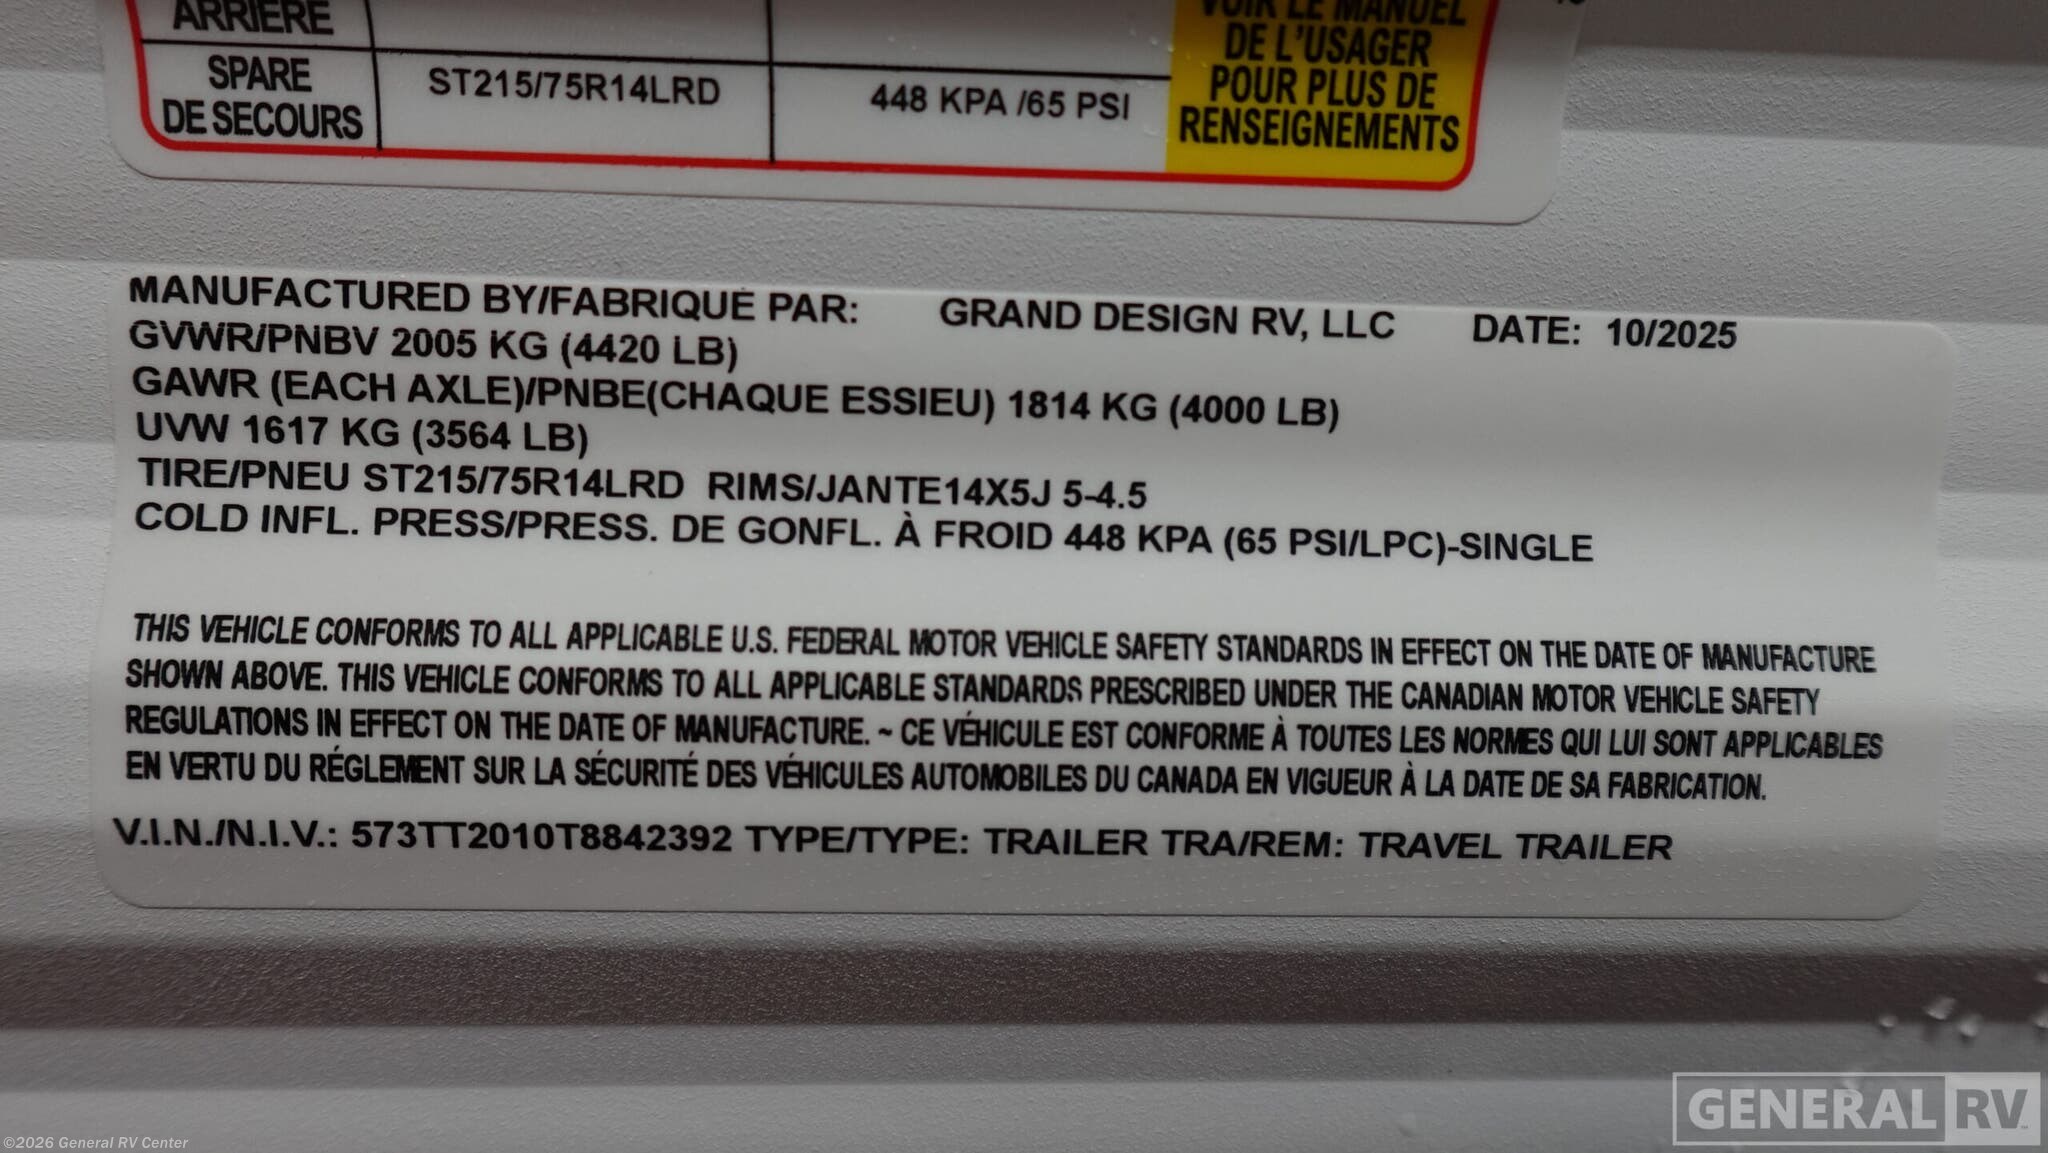 ARRIÈRE
VOIR LE MANUEL
DE L'USAGER
POUR PLUS DE
RENSEIGNEMENTS
SPARE
DE SECOURS
ST215/75R14LRD
448 KPA /65 PSI
MANUFACTURED BY/FABRIQUÉ PAR: GRAND DESIGN RV, LLC DATE: 10/2025
GVWR/PNBV 2005 KG (4420 LB)
GAWR (EACH AXLE)/PNBE(CHAQUE ESSIEU) 1814 KG (4000 LB)
UVW 1617 KG (3564 LB)
TIRE/PNEU ST215/75R14LRD RIMS/JANTE14X5J 5-4.5
COLD INFL. PRESS/PRESS. DE GONFL. À FROID 448 KPA (65 PSI/LPC)-SINGLE
THIS VEHICLE CONFORMS TO ALL APPLICABLE U.S. FEDERAL MOTOR VEHICLE SAFETY STANDARDS IN EFFECT ON THE DATE OF MANUFACTURE
SHOWN ABOVE. THIS VEHICLE CONFORMS TO ALL APPLICABLE STANDARDS PRESCRIBED UNDER THE CANADIAN MOTOR VEHICLE SAFETY
REGULATIONS IN EFFECT ON THE DATE OF MANUFACTURE. ~ CE VÉHICULE EST CONFORME À TOUTES LES NORMES QUI LUI SONT APPLICABLES
EN VERTU DU RÉGLEMENT SUR LA SÉCURITÉ DES VÉHICULES AUTOMOBILES DU CANADA EN VIGUEUR À LA DATE DE SA FABRICATION.
V.I.N./N.I.V.: 573TT2010T8842392 TYPE/TYPE: TRAILER TRA/REM: TRAVEL TRAILER
GENERAL RV
©2026 General RV Center